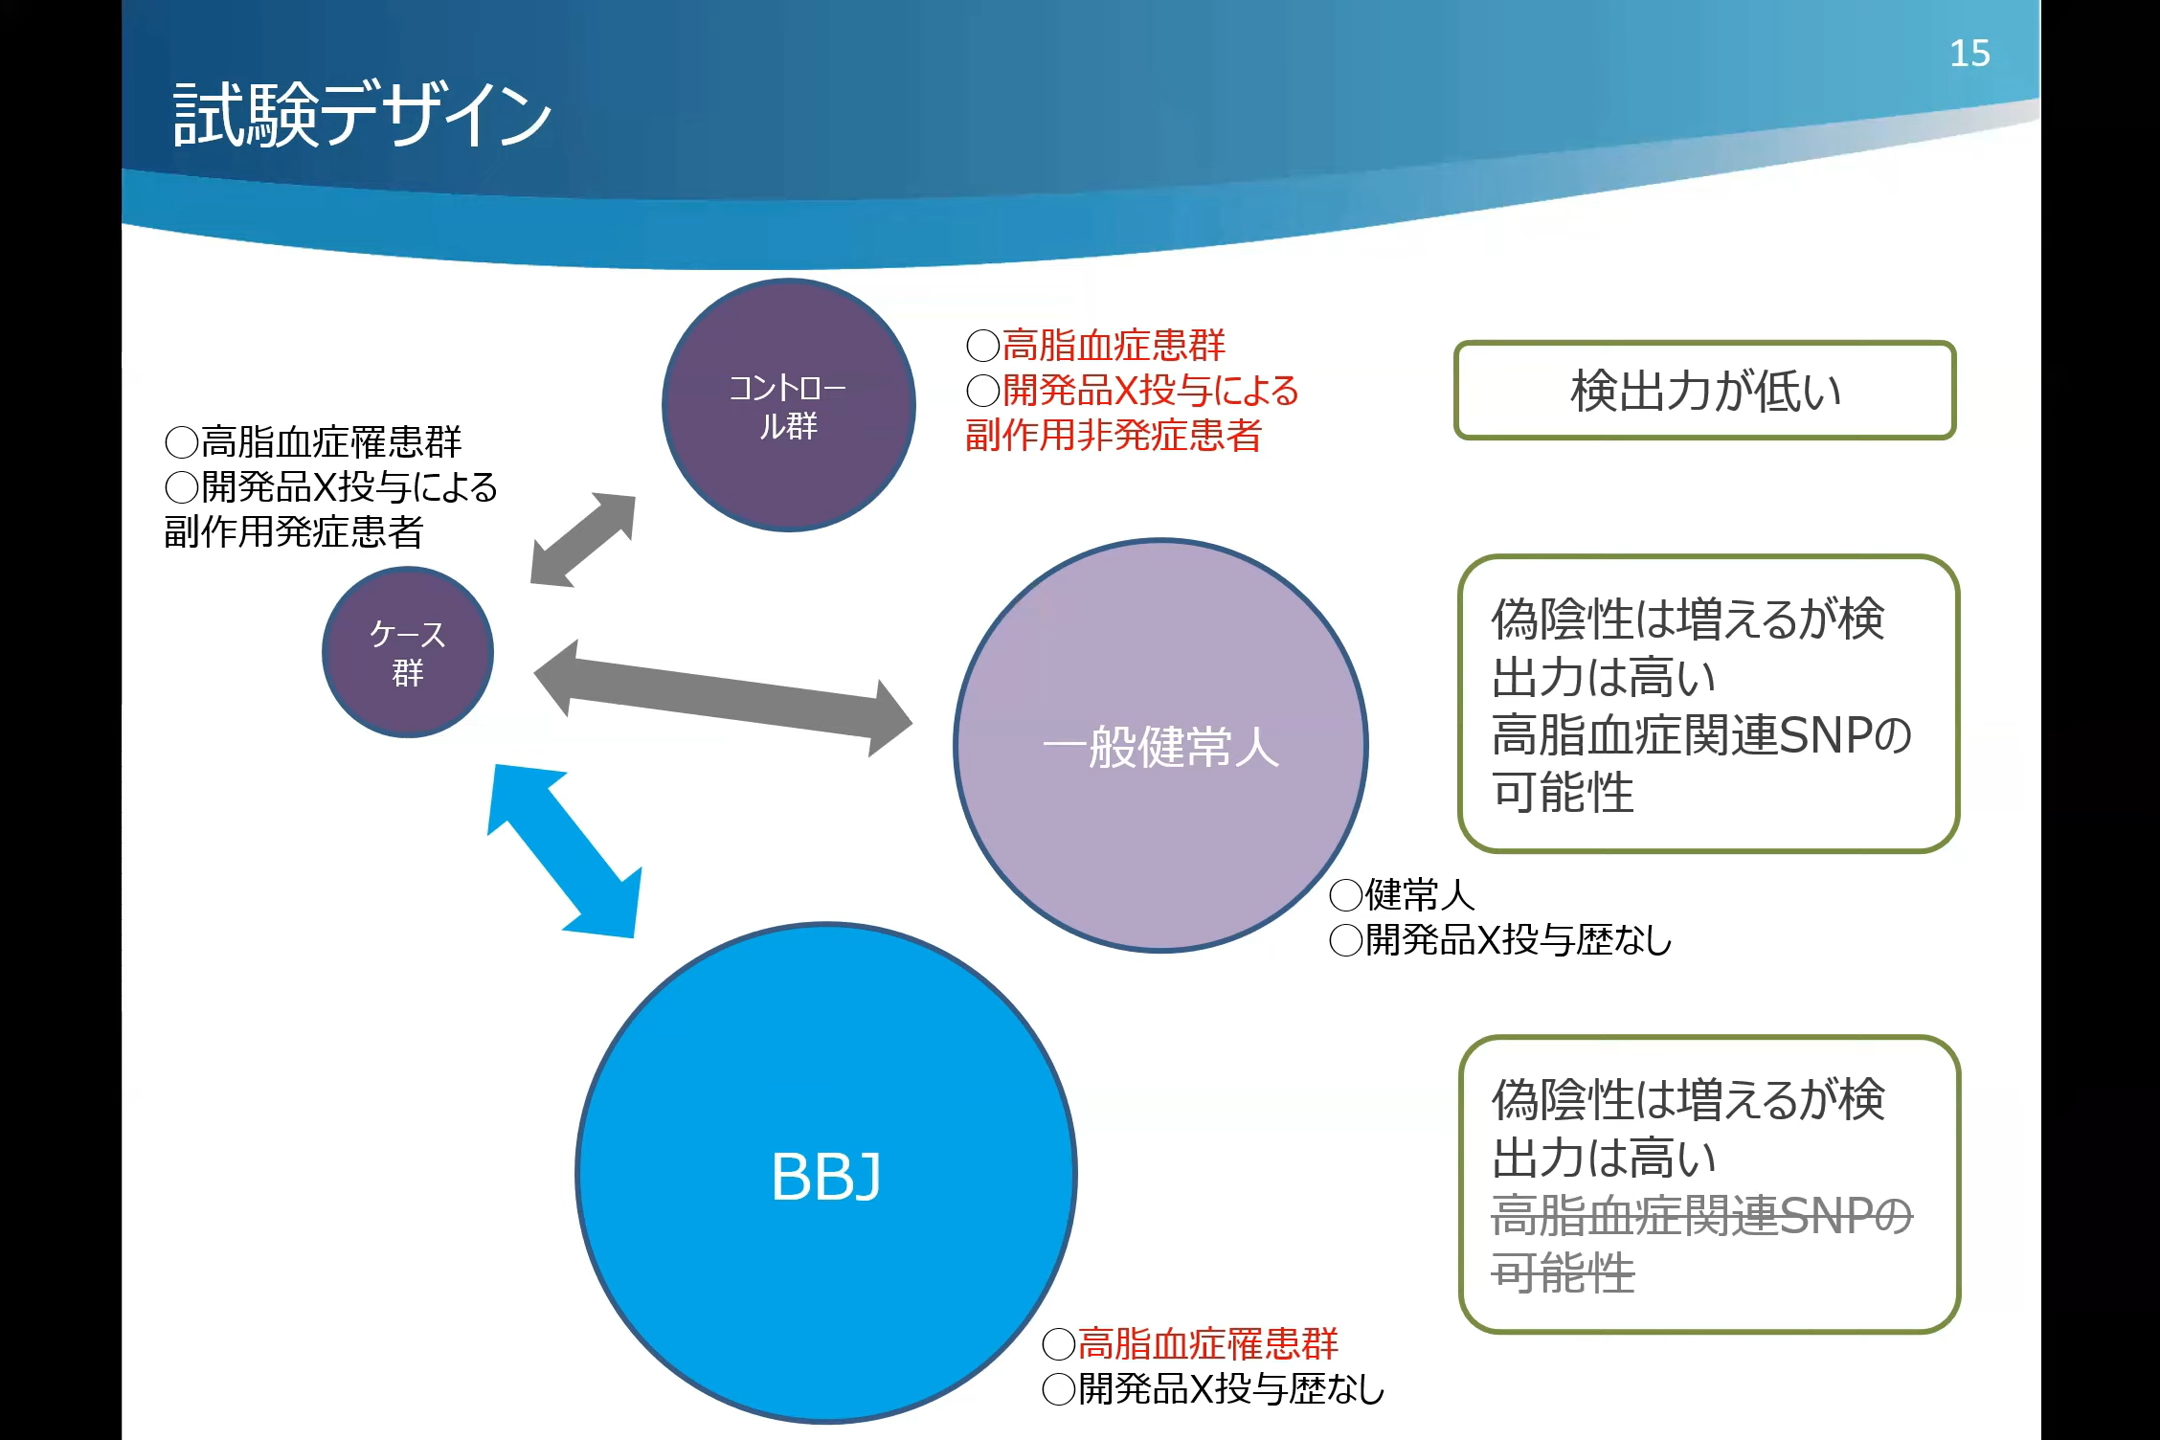 15
試験デザイン
コントロー
ル群
○高脂血症患群
○開発品X投与による
副作用非発症患者
検出力が低い
○高脂血症罹患群
○開発品X投与による
副作用発症患者
ケース
群
一般健常人
偽陰性は増えるが検
出力は高い
高脂血症関連SNPの
可能性
○健常人
○開発品X投与歴なし
BBJ
偽陰性は増えるが検
出力は高い
高脂血症関連SNPの
可能性
○高脂血症罹患群
○開発品X投与歴なし